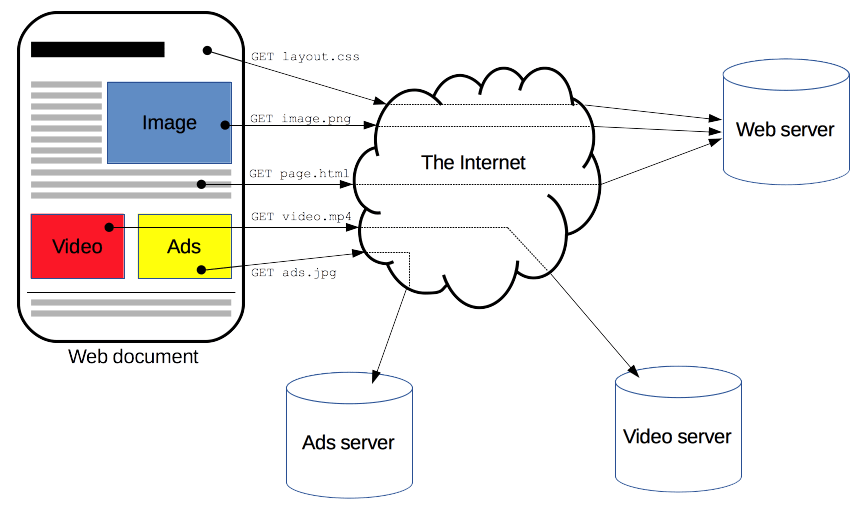 GET layout.css
Image
GET image.png
Web server
The Internet
GET page.html
GET video.mp4
Video
Ads
GET ads.jpg
Web document
Ads server
Video server